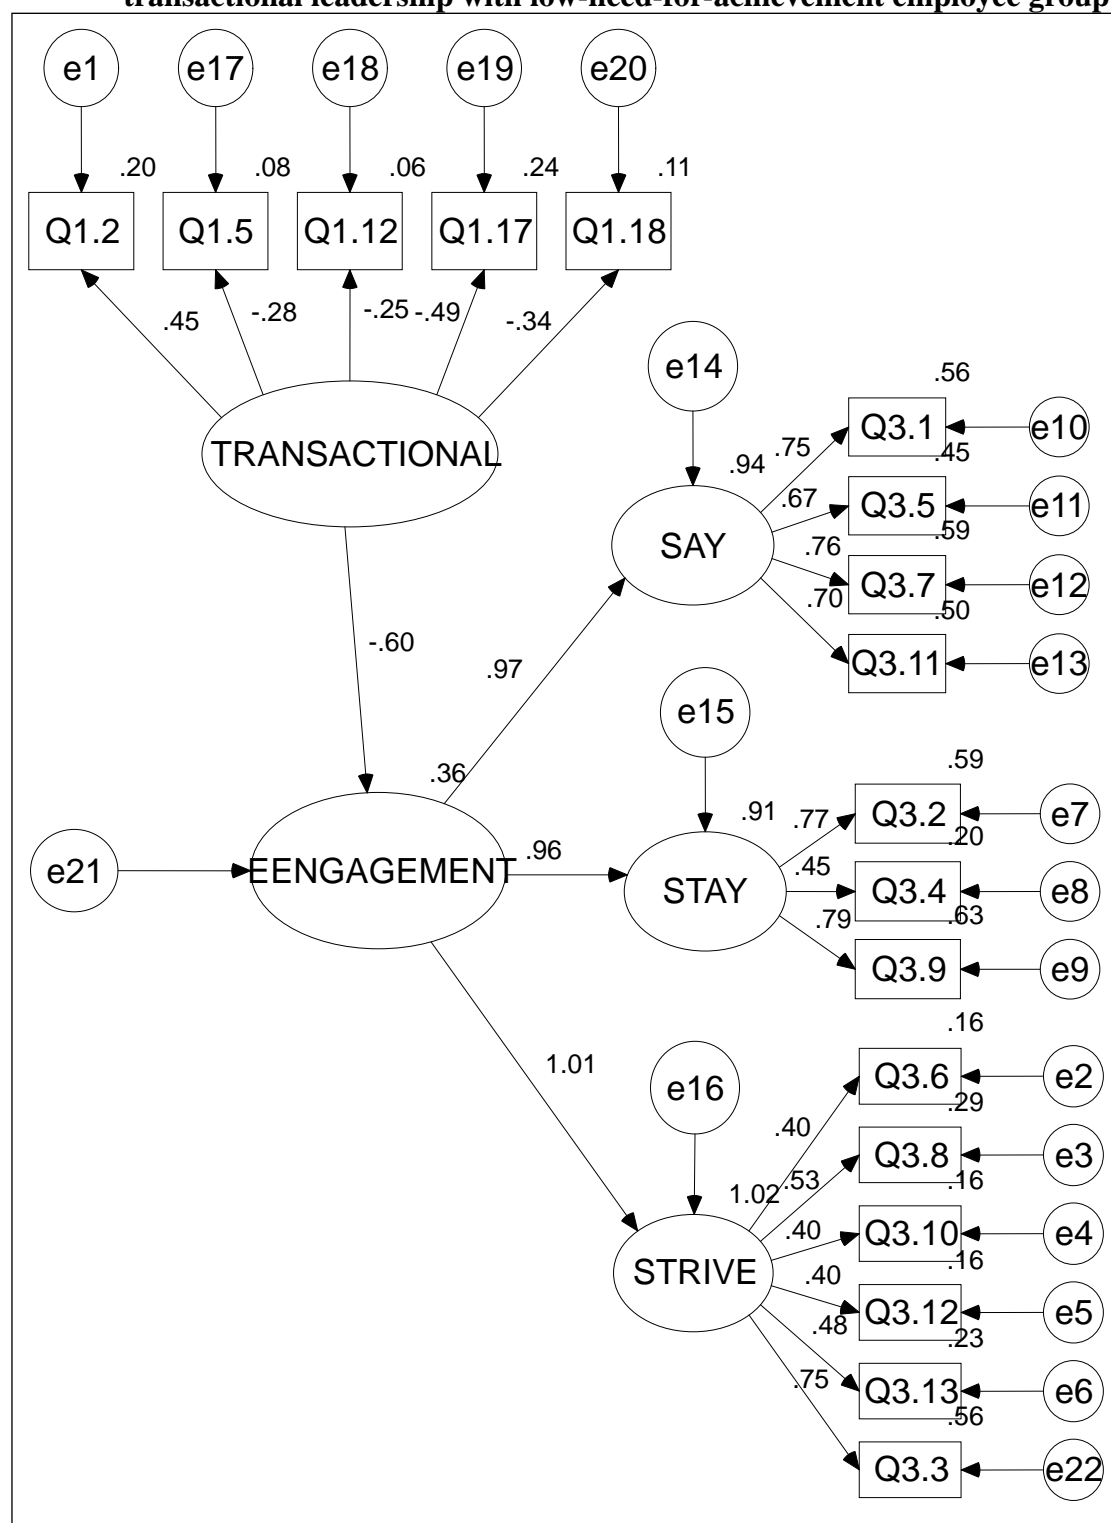 transactional leadership with low-need-for-achievement employee group
e1 e17 e18 e19 e20
.20 .08 .06 .24 .11
Q1.2 Q1.5 Q1.12 Q1.17 Q1.18
.45 -.28 -.25 -.49 -.34
TRANSACTIONAL
e14
.56
.94 .75 Q3.1 e10
.45
.67 Q3.5 e11
SAY
.59
.76 Q3.7 e12
.50
.70 Q3.11 e13
-.60
.97
e15
.36
.59
.91 .77 Q3.2 e7
.20
e21 EENGAGEMENT .96 STAY .45 Q3.4 e8
.63
.79 Q3.9 e9
1.01
e16
.16
.40 Q3.6 e2
.29
1.02 .53 Q3.8 e3
.16
.40 Q3.10 e4
STRIVE
.16
.40 Q3.12 e5
.23
.48 Q3.13 e6
.56
.75 Q3.3 e22